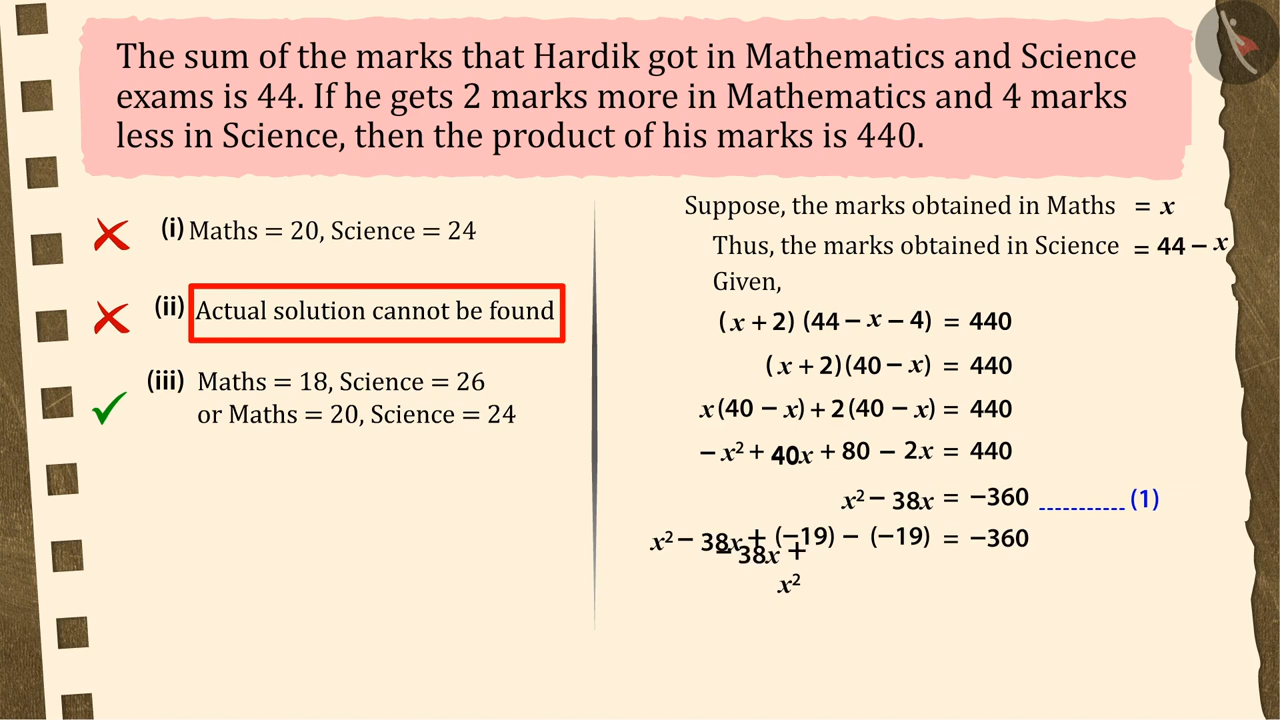 The sum of the marks that Hardik got in Mathematics and Science
exams is 44. If he gets 2 marks more in Mathematics and 4 marks
less in Science, then the product of his marks is 440.
(i) Maths = 20, Science = 24
(ii) Actual solution cannot be found
(iii) Maths = 18, Science = 26
or Maths = 20, Science = 24
Suppose, the marks obtained in Maths = x
Thus, the marks obtained in Science = 44 − x
Given,
(x + 2) (44 − x − 4) = 440
(x + 2)(40 − x) = 440
x(40 − x) + 2(40 − x) = 440
− x² + 40x + 80 − 2x = 440
x² − 38x = −360 ........... (1)
x² − 38x + (−19) − (−19) = −360
− 38x +
x²